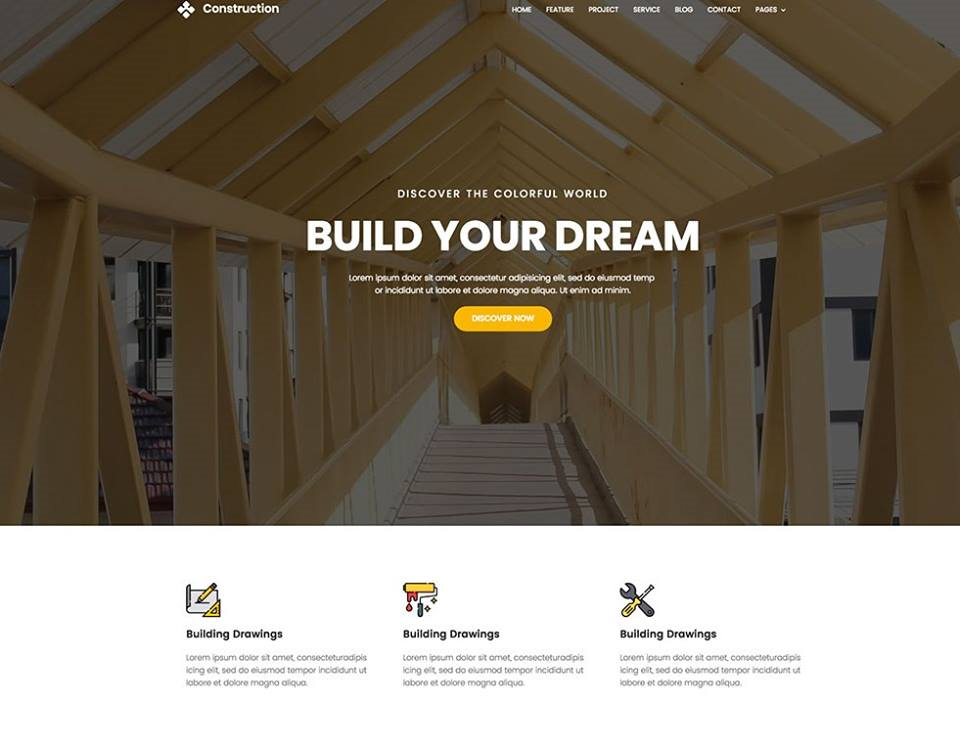 Construction
HOME FEATURE PROJECT SERVICE BLOG CONTACT PAGES
DISCOVER THE COLORFUL WORLD
BUILD YOUR DREAM
Lorem ipsum dolor sit amet, consectetur adipisicing elit, sed do eiusmod temp
or incididunt ut labore et dolore magna aliqua. Ut enim ad minim.
DISCOVER NOW
Building Drawings
Lorem ipsum dolor sit amet, consecteturadipis
icing elit, sed do eiusmod tempor incididunt ut
labore et dolore magna aliqua.
Building Drawings
Lorem ipsum dolor sit amet, consecteturadipis
icing elit, sed do eiusmod tempor incididunt ut
labore et dolore magna aliqua.
Building Drawings
Lorem ipsum dolor sit amet, consecteturadipis
icing elit, sed do eiusmod tempor incididunt ut
labore et dolore magna aliqua.